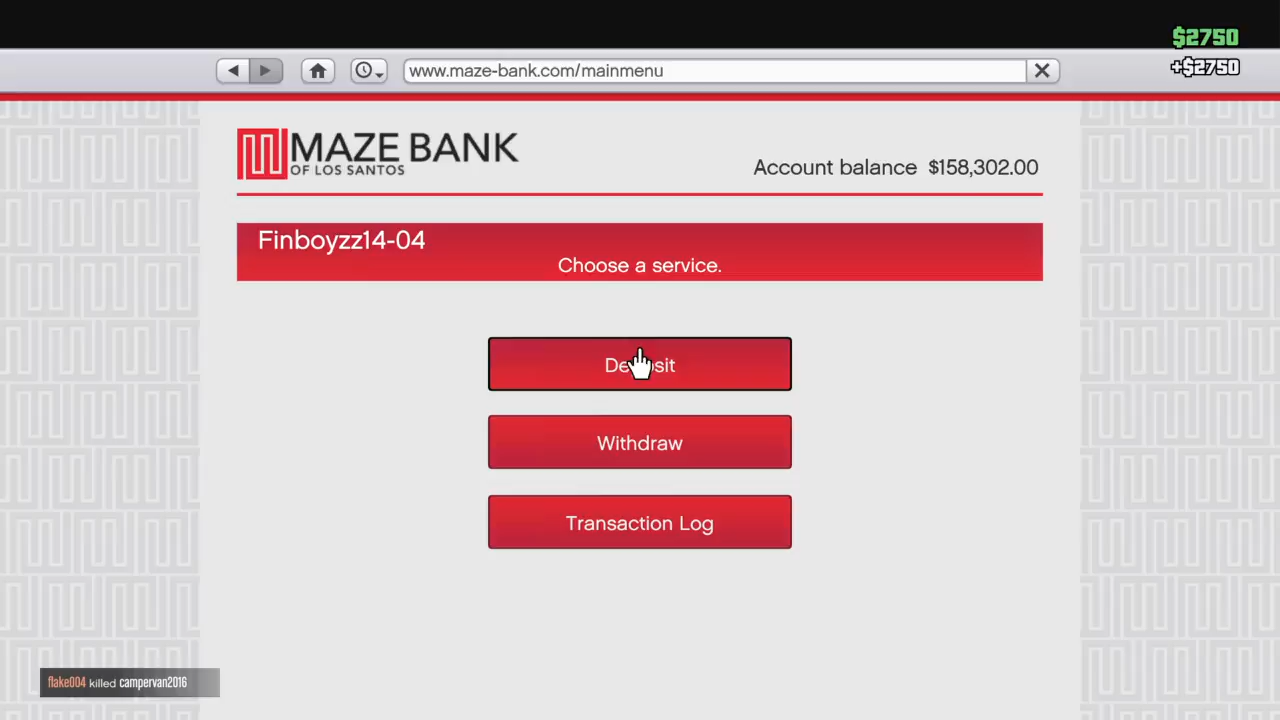 $2750
+$2750
www.maze-bank.com/mainmenu
MAZE BANK
OF LOS SANTOS
Account balance $158,302.00
Finboyzz14-04
Choose a service.
Deposit
Withdraw
Transaction Log
flake004 killed campervan2016